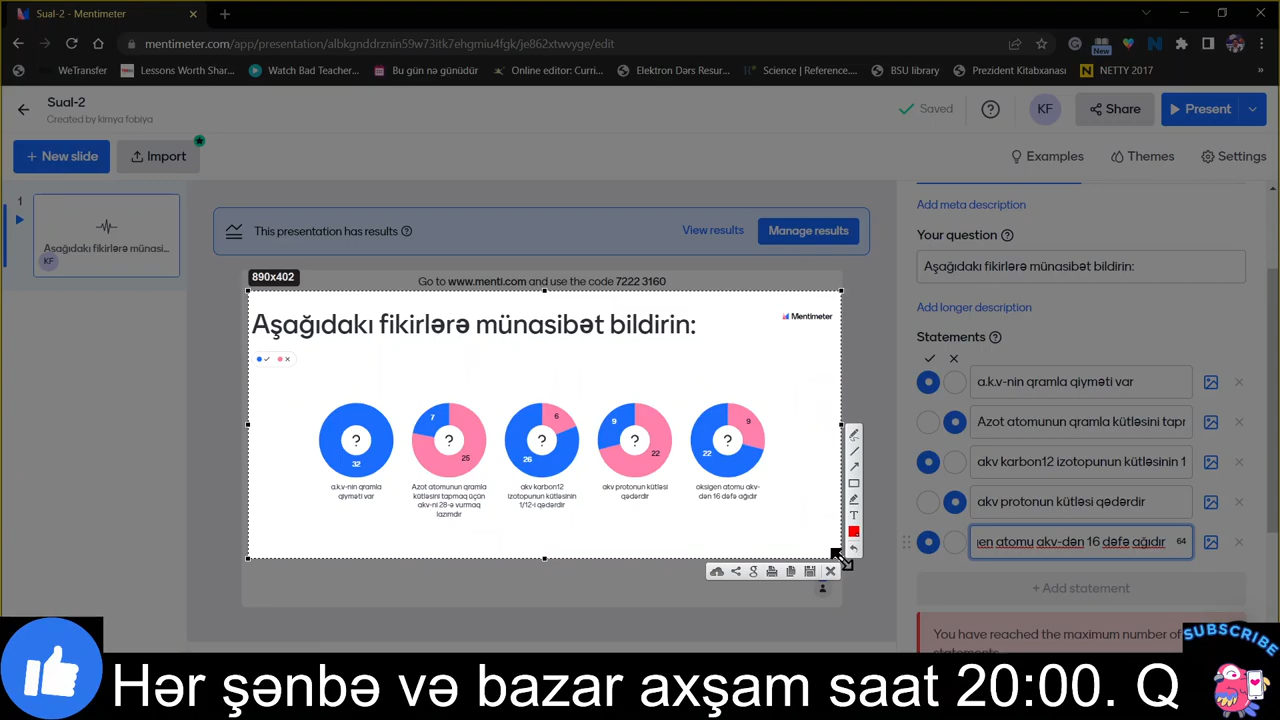 Sual-2 - Mentimeter
mentimeter.com/app/presentation/albkgnddrznin59w73itk7ehgmiu4fgk/je862xtwvyge/edit
New
WeTransfer
Lessons Worth Shar...
Watch Bad Teacher...
Bu gün nə günüdür
Online editor: Curri...
Elektron Dərs Resur...
Science | Reference....
BSU library
Prezident Kitabxanası
NETTY 2017
»
Sual-2
Created by kimya fobiya
Saved
KF
Share
Present
+ New slide
Import
Examples
Themes
Settings
1
Aşağıdakı fikirlərə münasi...
KF
This presentation has results
View results
Manage results
890x402
Go to www.menti.com and use the code 7222 3160
Aşağıdakı fikirlərə münasibət bildirin:
Mentimeter
?
32
a.k.v-nin qramla
qiyməti var
7
?
25
Azot atomunun qramla
kütləsini tapmaq üçün
akv-ni 28-ə vurmaq
lazımdır
6
?
26
akv karbon12
izotopunun kütləsinin
1/12-i qədərdir
9
?
22
akv protonun kütləsi
qədərdir
9
?
22
oksigen atomu akv-
dən 16 dəfə ağıdır
T
g
Add meta description
Your question
Aşağıdakı fikirlərə münasibət bildirin:
Add longer description
Statements
a.k.v-nin qramla qiyməti var
Azot atomunun qramla kütləsini tapr
akv karbon12 izotopunun kütləsinin 1
akv protonun kütləsi qədərdir
en atomu akv-dən 16 dəfə ağıdır 64
+ Add statement
You have reached the maximum number of
SUBSCRIBE
Hər şənbə və bazar axşam saat 20:00. Q